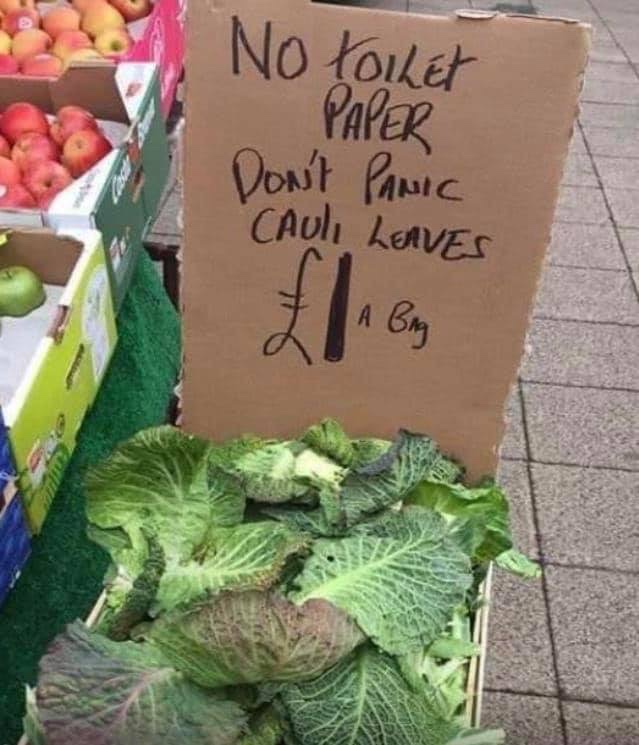 No toilet
PAPER
Don't Panic
CAUli LEAVES
£1 A Bag